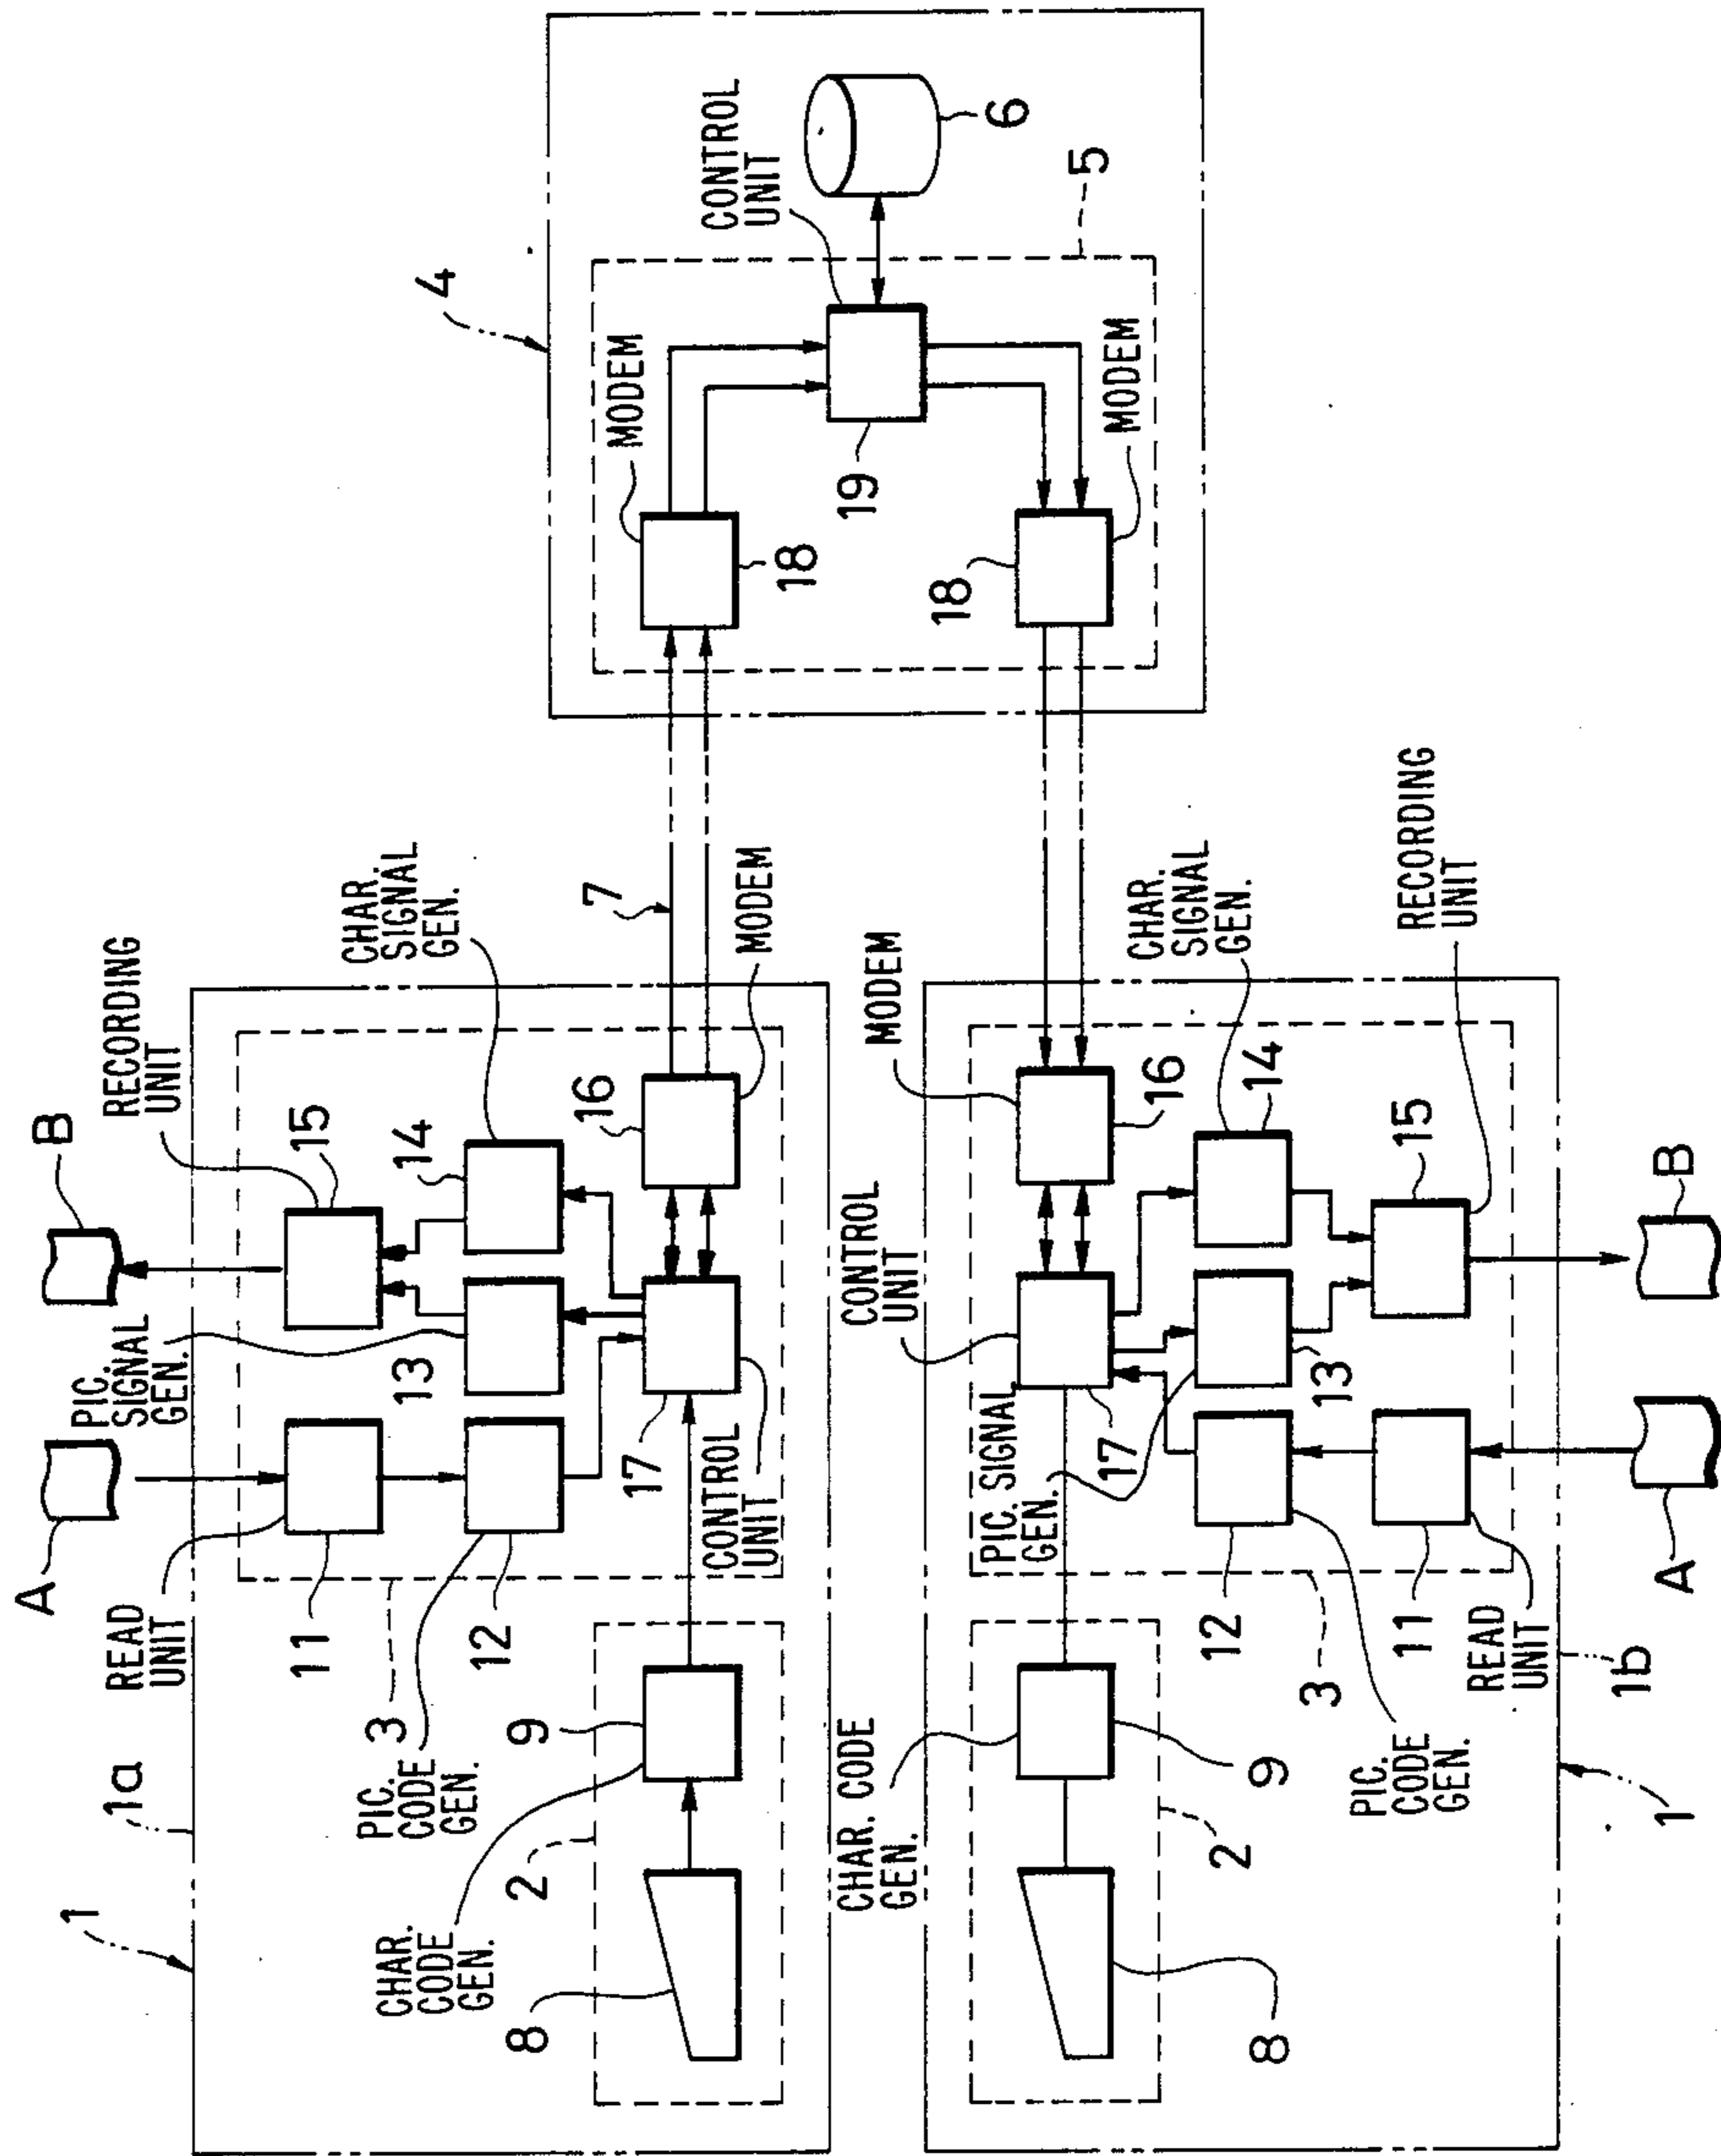 1
1a
A
READ
UNIT
11
3
PIC.
CODE
GEN.
12
PIC.
SIGNAL
GEN.
13
B
RECORDING
UNIT
15
14
CHAR.
SIGNAL
GEN.
16
7
MODEM
17
CONTROL
UNIT
CHAR.
CODE
GEN.
8
2
9
4
MODEM
18
CONTROL
UNIT
6
5
19
18
MODEM
CHAR. CODE
GEN.
8
2
9
CONTROL
UNIT
MODEM
16
17
PIC. SIGNAL
GEN.
CHAR.
SIGNAL
GEN.
14
13
12
3
11
READ
UNIT
PIC.
CODE
GEN.
15
RECORDING
UNIT
1b
1
A
B